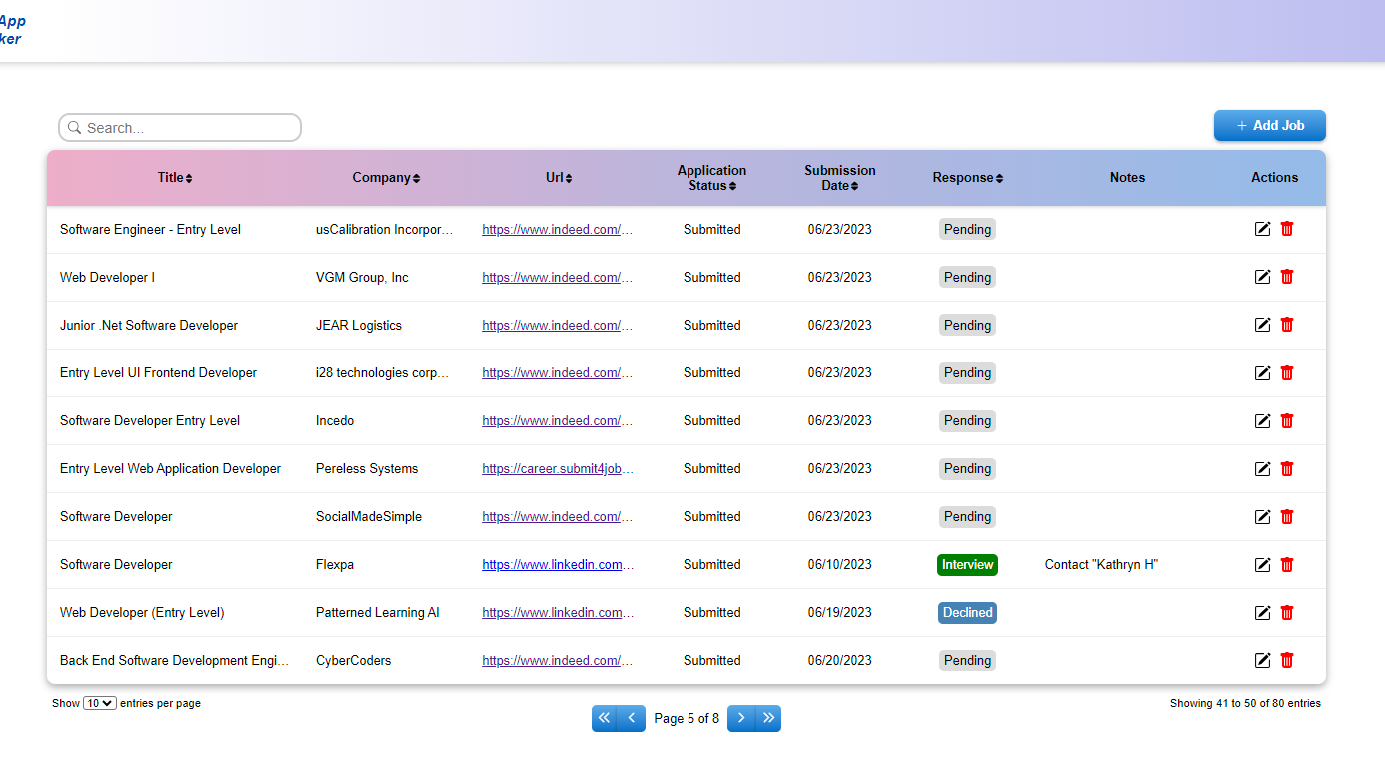 App
ker
Search...
+ Add Job
Title Company Url Application Status Submission Date Response Notes Actions
Software Engineer - Entry Level usCalibration Incorpor... https://www.indeed.com/... Submitted 06/23/2023 Pending
Web Developer I VGM Group, Inc https://www.indeed.com/... Submitted 06/23/2023 Pending
Junior .Net Software Developer JEAR Logistics https://www.indeed.com/... Submitted 06/23/2023 Pending
Entry Level UI Frontend Developer i28 technologies corp... https://www.indeed.com/... Submitted 06/23/2023 Pending
Software Developer Entry Level Incedo https://www.indeed.com/... Submitted 06/23/2023 Pending
Entry Level Web Application Developer Pereless Systems https://career.submit4job... Submitted 06/23/2023 Pending
Software Developer SocialMadeSimple https://www.indeed.com/... Submitted 06/23/2023 Pending
Software Developer Flexpa https://www.linkedin.com... Submitted 06/10/2023 Interview Contact "Kathryn H"
Web Developer (Entry Level) Patterned Learning AI https://www.linkedin.com... Submitted 06/19/2023 Declined
Back End Software Development Engi... CyberCoders https://www.indeed.com/... Submitted 06/20/2023 Pending
Show 10 entries per page
Showing 41 to 50 of 80 entries
Page 5 of 8